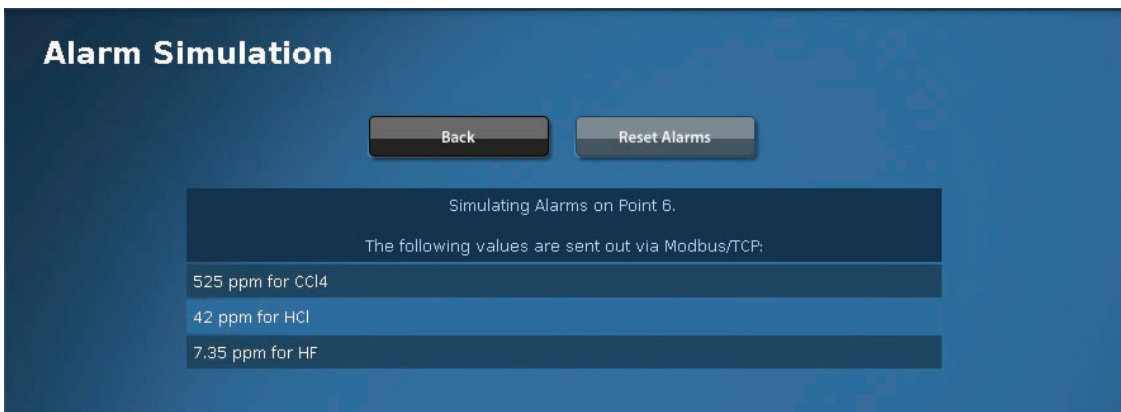 Alarm Simulation
Back
Reset Alarms
Simulating Alarms on Point 6.
The following values are sent out via Modbus/TCP:
525 ppm for CCl4
42 ppm for HCl
7.35 ppm for HF